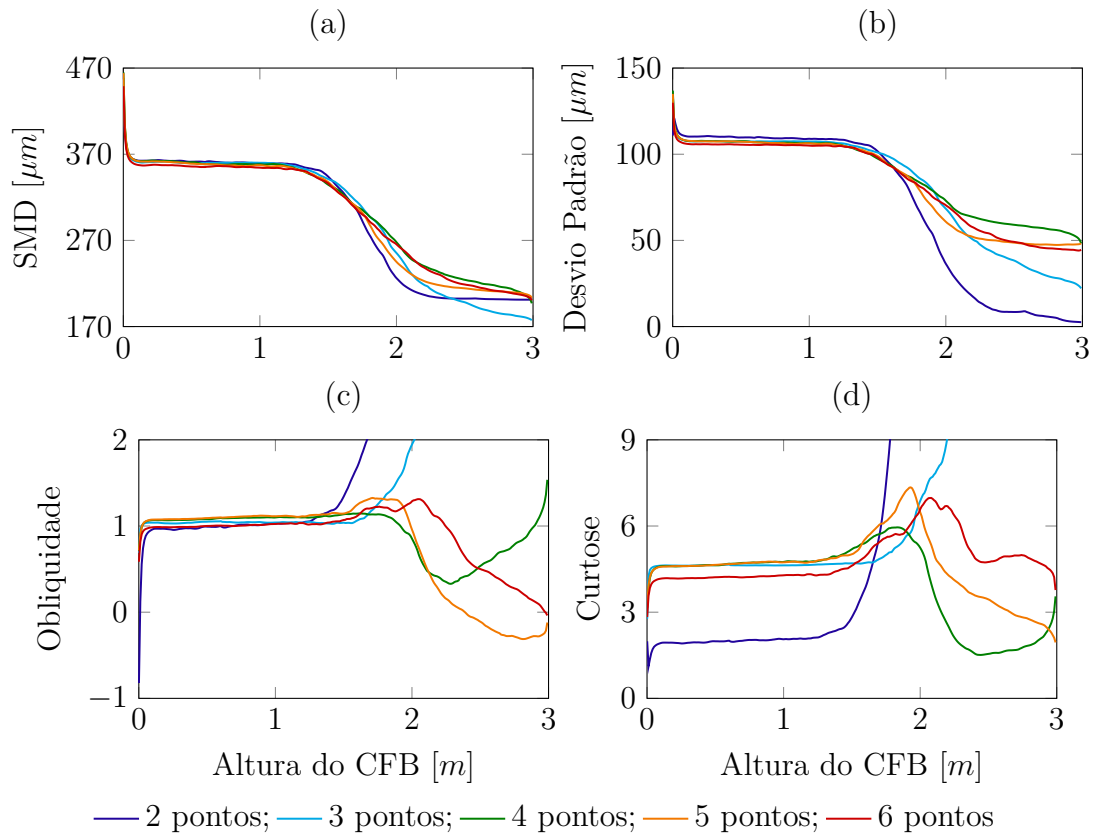 (a)
(b)
470
370
270
170
SMD [μm]
0 1 2 3
150
100
50
0
Desvio Padrão [μm]
0 1 2 3
(c)
(d)
2
1
0
−1
Obliquidade
0 1 2 3
Altura do CFB [m]
9
6
3
0
Curtose
0 1 2 3
Altura do CFB [m]
2 pontos; 3 pontos; 4 pontos; 5 pontos; 6 pontos